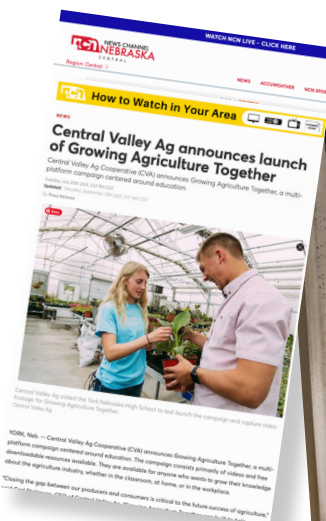 WATCH NCN LIVE - CLICK HERE
ncn NEWS CHANNEL
NEBRASKA
CENTRAL
Region: Central
NEWS ACCUWEATHER NCN SPO
ncn How to Watch in Your Area
NEWS
Central Valley Ag announces launch
of Growing Agriculture Together
Central Valley Ag Cooperative (CVA) announces Growing Agriculture Together, a multi-
platform campaign centered around education.
Updated:
Press Release
Save
Central Valley Ag visited the York Nebraska High School to test launch the campaign and capture video
footage for Growing Agriculture Together
Central Valley Ag
YORK, Neb. -- Central Valley Ag Cooperative (CVA) announces Growing Agriculture Together, a multi-
platform campaign centered around education. The campaign consists primarily of videos and free
downloadable resources available. They are available for anyone who wants to grow their knowledge
about the agriculture industry, whether in the classroom, at home, or in the workplace.
"Closing the gap between our producers and consumers is critical to the future success of agriculture,"